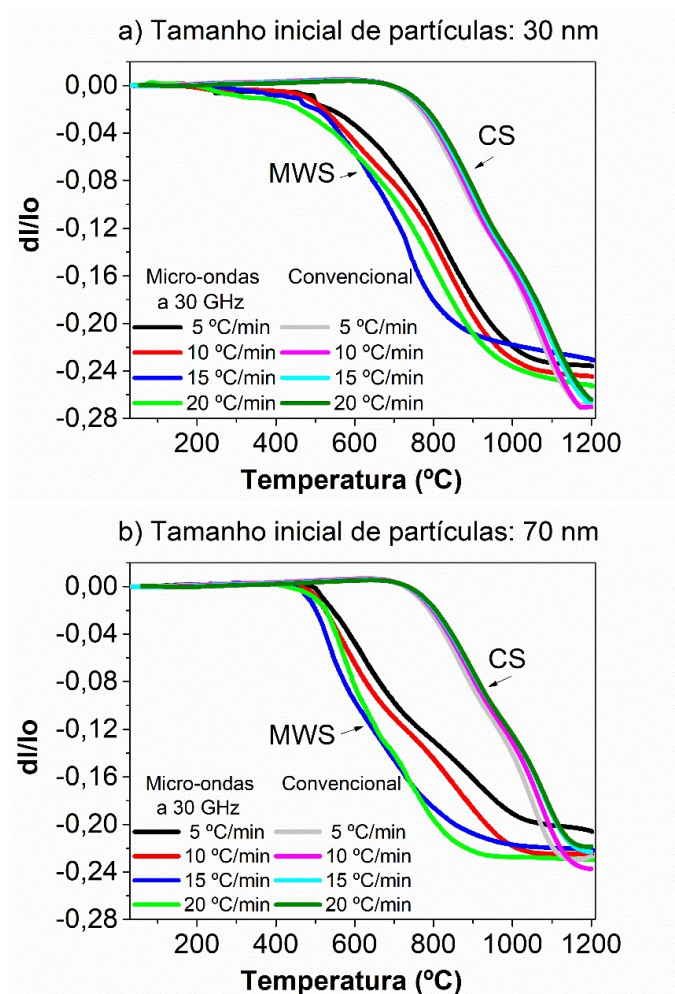 a) Tamanho inicial de partículas: 30 nm
0,00
-0,04
-0,08
-0,12
-0,16
-0,20
-0,24
-0,28
dl/lo
CS
MWS
Micro-ondas Convencional
a 30 GHz
5 ºC/min 5 ºC/min
10 ºC/min 10 ºC/min
15 ºC/min 15 ºC/min
20 ºC/min 20 ºC/min
200 400 600 800 1000 1200
Temperatura (ºC)
b) Tamanho inicial de partículas: 70 nm
0,00
-0,04
-0,08
-0,12
-0,16
-0,20
-0,24
-0,28
dl/lo
CS
MWS
Micro-ondas Convencional
a 30 GHz
5 ºC/min 5 ºC/min
10 ºC/min 10 ºC/min
15 ºC/min 15 ºC/min
20 ºC/min 20 ºC/min
200 400 600 800 1000 1200
Temperatura (ºC)